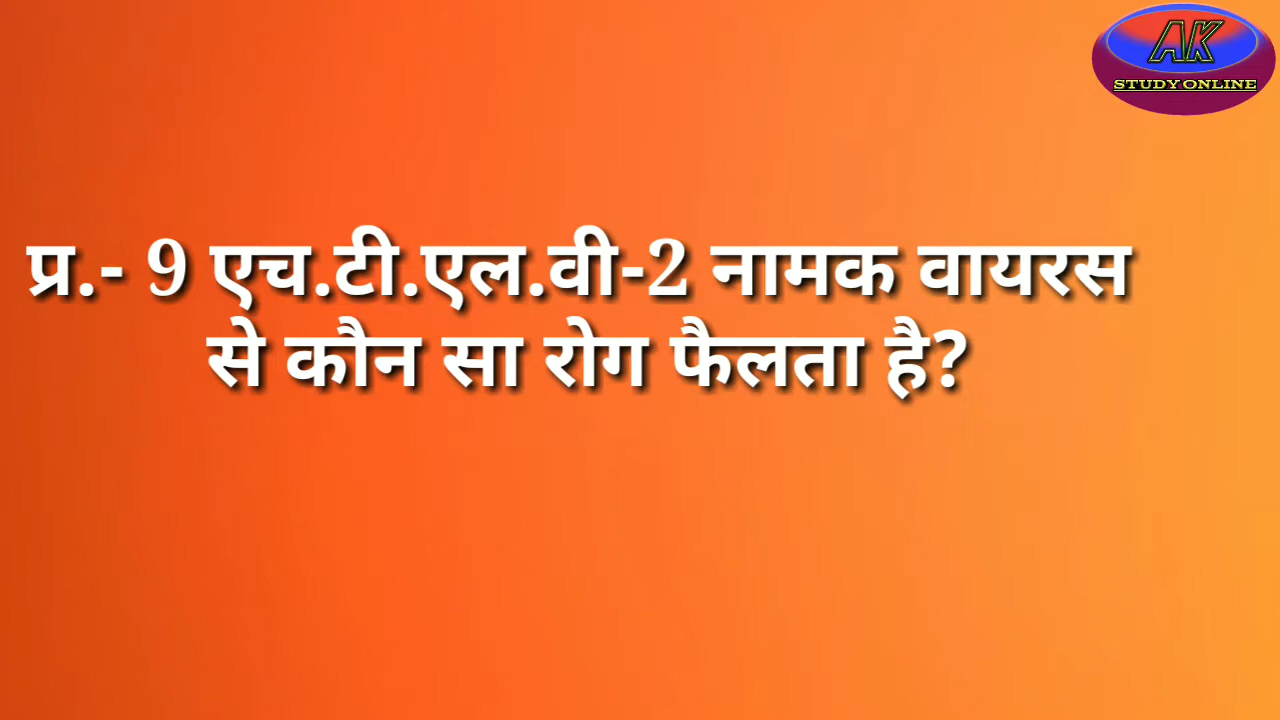 AK
STUDY ONLINE
प्र.- 9 एच.टी.एल.वी-2 नामक वायरस
से कौन सा रोग फैलता है?